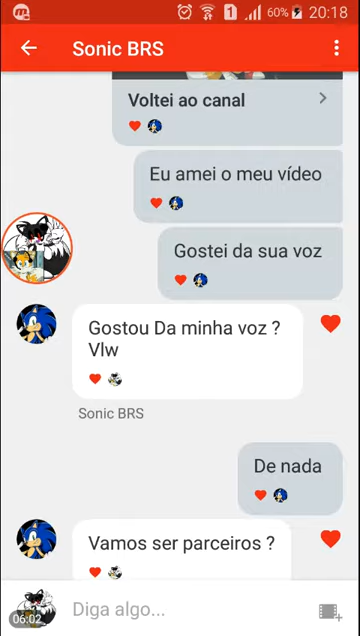 1
60%
20:18
Sonic BRS
Voltei ao canal
Eu amei o meu vídeo
Gostei da sua voz
Gostou Da minha voz ?
Vlw
Sonic BRS
De nada
Vamos ser parceiros ?
06:02
Diga algo...